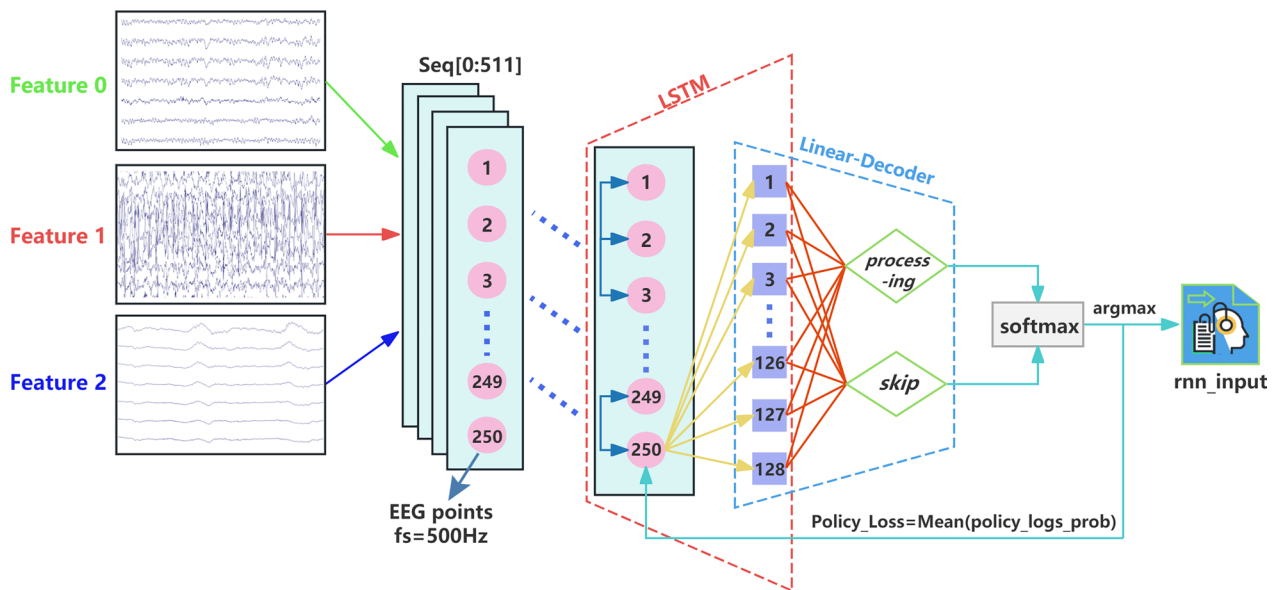 Feature 0
Feature 1
Feature 2
Seq[0:511]
1
2
3
249
250
EEG points
fs=500Hz
LSTM
1
2
3
249
250
Linear-Decoder
1
2
3
126
127
128
process
-ing
skip
softmax
argmax
rnn_input
Policy_Loss=Mean(policy_logs_prob)